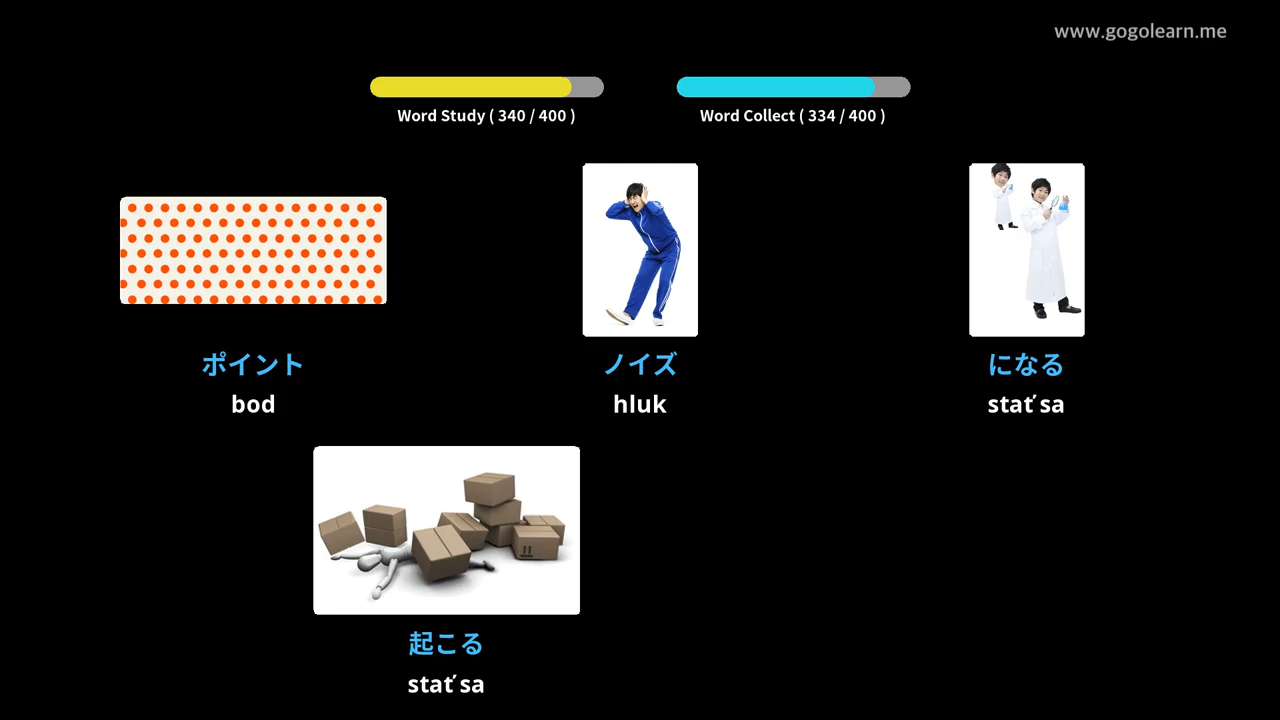 www.gogolearn.me
Word Study ( 340 / 400 )
Word Collect ( 334 / 400 )
ポイント
bod
ノイズ
hluk
になる
stať sa
起こる
stať sa